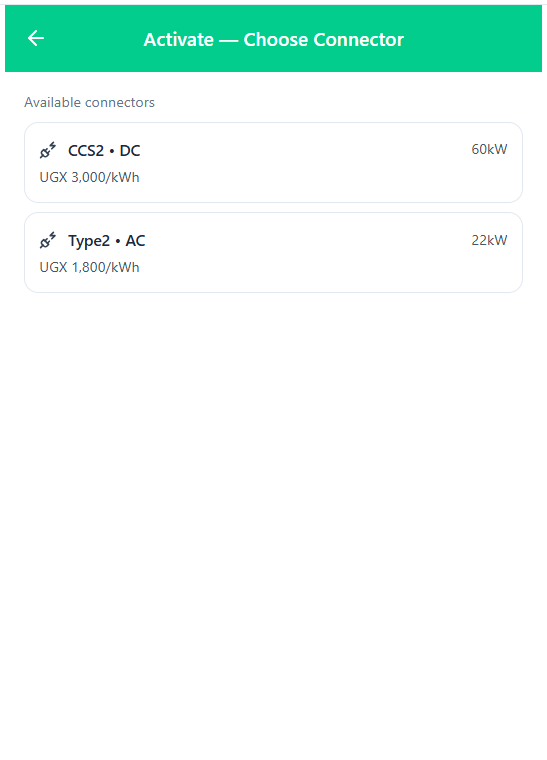 Activate — Choose Connector
Available connectors
CCS2 • DC
60kW
UGX 3,000/kWh
Type2 • AC
22kW
UGX 1,800/kWh